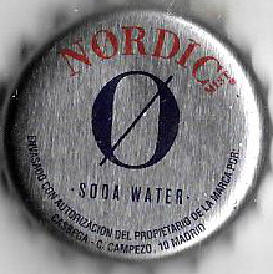 NORDIC
Ø
·SODA WATER·
ENVASADO CON AUTORIZACION DEL PROPIETARIO DE LA MARCA POR:
CASBEGA - C. CAMPEZO, 10 MADRID